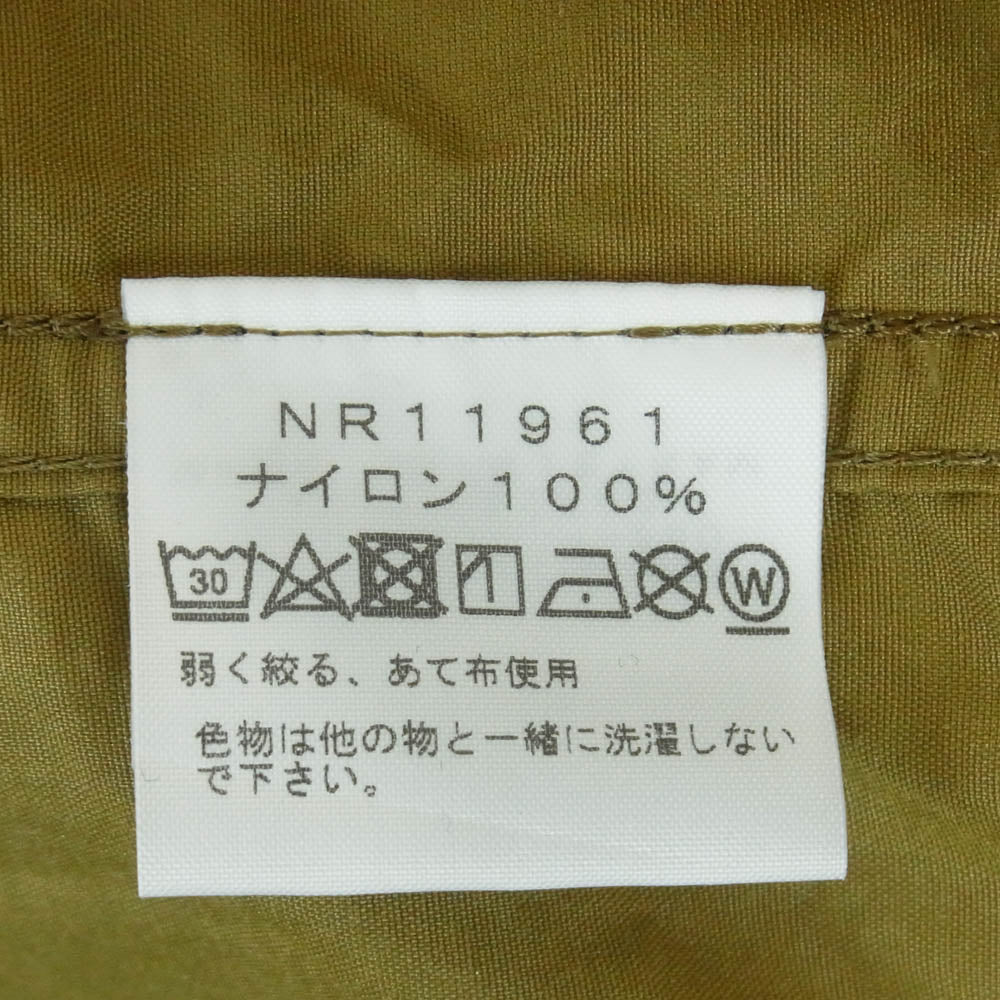 NR11961
ナイロン100%
30 W
弱く絞る、あて布使用
色物は他の物と一緒に洗濯しない
で下さい。